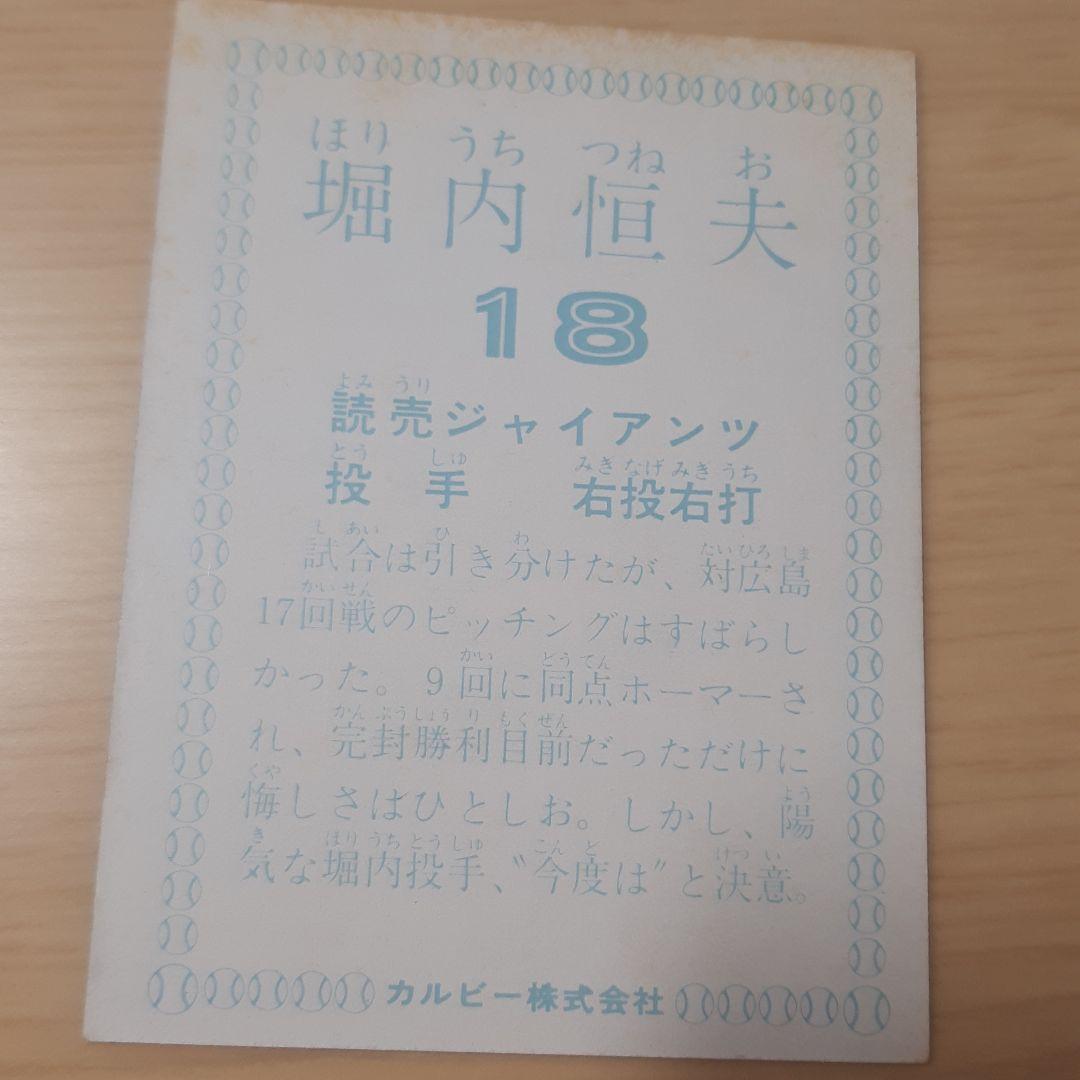 ほり うち つね お
堀内恒夫
18
よみ うり
読売ジャイアンツ
とう しゅ みぎ なげ みぎ うち
投手 右投右打
し あい ひ わ たい ひろ しま
試合は引き分けたが、対広島
かい せん
17回戦のピッチングはすばらし
かい どう てん
かった。9回に同点ホーマーさ
かん ぷう しょう り もく ぜん
れ、完封勝利目前だっただけに
くや よう
悔しさはひとしお。しかし、陽
き ほり うち とう しゅ こん ど けつ い
気な堀内投手、“今度は”と決意。
カルビー株式会社